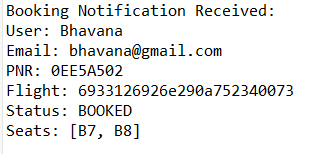 Booking Notification Received:
User: Bhavana
Email: bhavana@gmail.com
PNR: 0EE5A502
Flight: 6933126926e290a752340073
Status: BOOKED
Seats: [B7, B8]